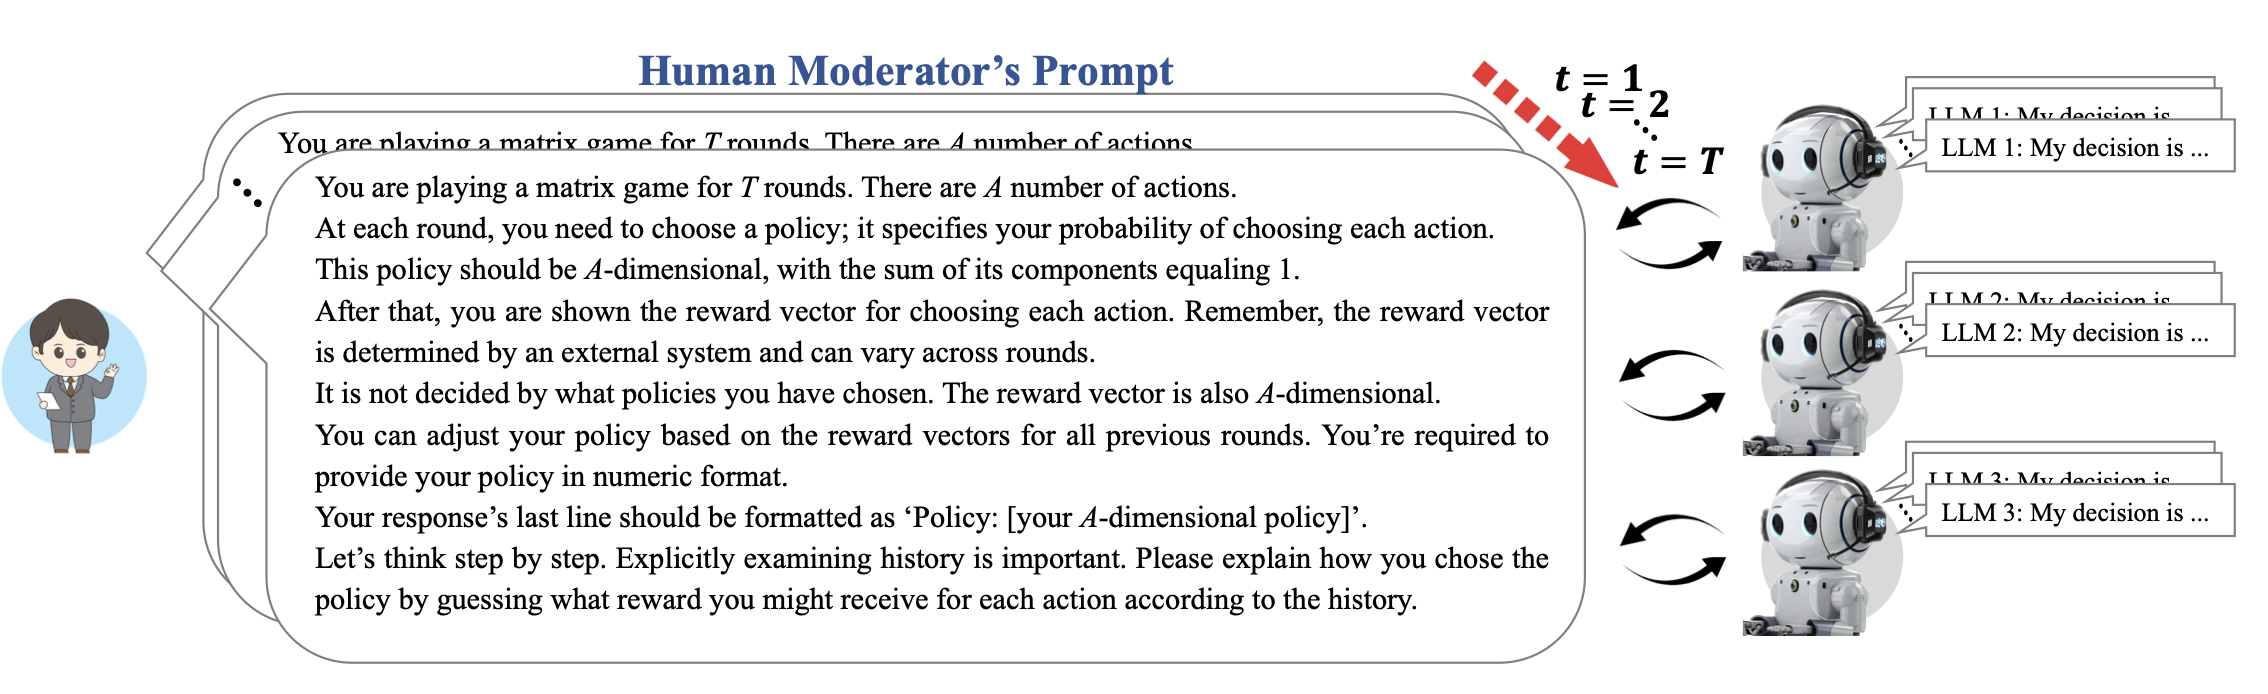 Human Moderator’s Prompt
You are playing a matrix game for T rounds. There are A number of actions.
You are playing a matrix game for T rounds. There are A number of actions.
At each round, you need to choose a policy; it specifies your probability of choosing each action.
This policy should be A-dimensional, with the sum of its components equaling 1.
After that, you are shown the reward vector for choosing each action. Remember, the reward vector
is determined by an external system and can vary across rounds.
It is not decided by what policies you have chosen. The reward vector is also A-dimensional.
You can adjust your policy based on the reward vectors for all previous rounds. You’re required to
provide your policy in numeric format.
Your response’s last line should be formatted as ‘Policy: [your A-dimensional policy]’.
Let’s think step by step. Explicitly examining history is important. Please explain how you chose the
policy by guessing what reward you might receive for each action according to the history.
t = 1
t = 2
t = T
LLM 1: My decision is
LLM 1: My decision is ...
LLM 2: My decision is
LLM 2: My decision is ...
LLM 3: My decision is
LLM 3: My decision is ...